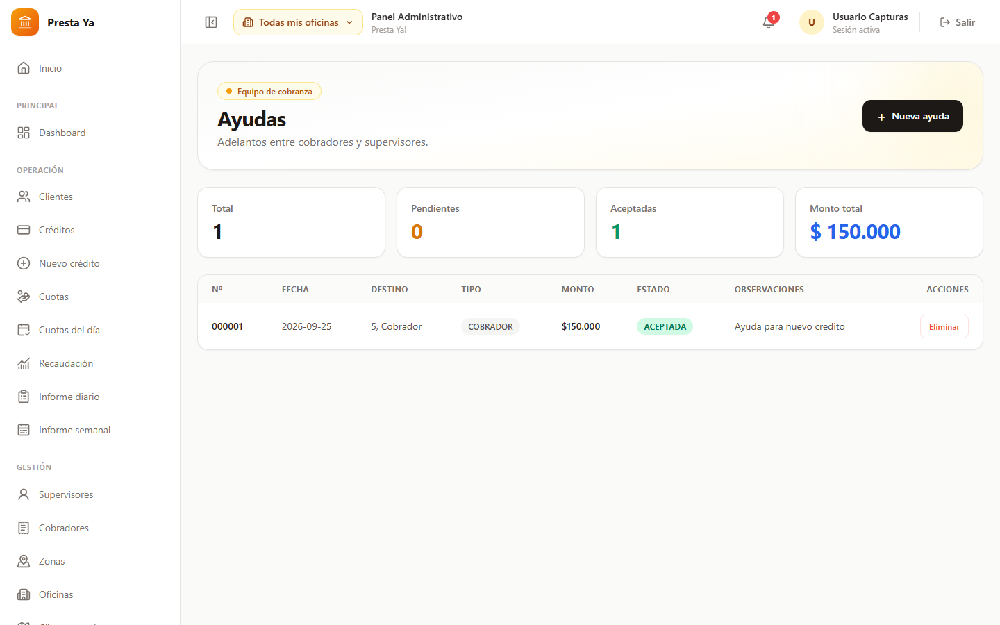 Presta Ya
Inicio
PRINCIPAL
Dashboard
OPERACIÓN
Clientes
Créditos
Nuevo crédito
Cuotas
Cuotas del día
Recaudación
Informe diario
Informe semanal
GESTIÓN
Supervisores
Cobradores
Zonas
Oficinas
Todas mis oficinas
Panel Administrativo
Presta Ya!
1
U
Usuario Capturas
Sesión activa
Salir
Equipo de cobranza
Ayudas
Adelantos entre cobradores y supervisores.
+ Nueva ayuda
Total
1
Pendientes
0
Aceptadas
1
Monto total
$ 150.000
Nº FECHA DESTINO TIPO MONTO ESTADO OBSERVACIONES ACCIONES
000001 2026-09-25 5, Cobrador COBRADOR $150.000 ACEPTADA Ayuda para nuevo credito Eliminar